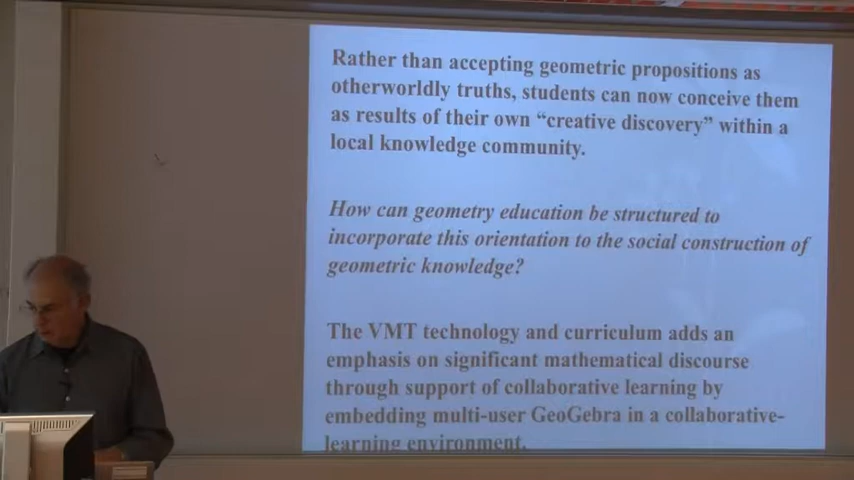 Rather than accepting geometric propositions as
otherworldly truths, students can now conceive them
as results of their own “creative discovery” within a
local knowledge community.
How can geometry education be structured to
incorporate this orientation to the social construction of
geometric knowledge?
The VMT technology and curriculum adds an
emphasis on significant mathematical discourse
through support of collaborative learning by
embedding multi-user GeoGebra in a collaborative-
learning environment.